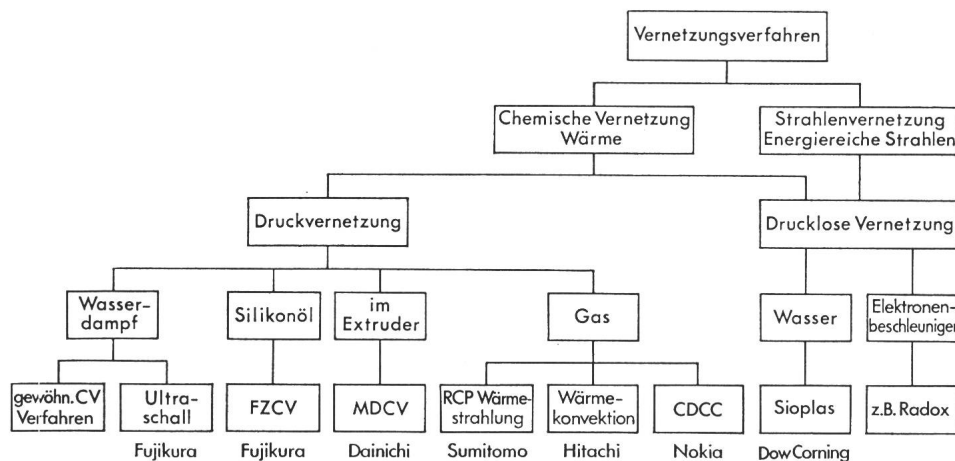 Vernetzungsverfahren
Chemische Vernetzung
Wärme
Strahlenvernetzung
Energiereiche Strahlen
Druckvernetzung
Drucklose Vernetzung
Wasser-
dampf
Silikonöl
im
Extruder
Gas
Wasser
Elektronen-
beschleuniger
gewöhn. CV
Verfahren
Ultra-
schall
FZCV
MDCV
RCP Wärme-
strahlung
Wärme-
konvektion
CDCC
Sioplas
z.B. Radox
Fujikura
Fujikura
Dainichi
Sumitomo
Hitachi
Nokia
Dow Corning